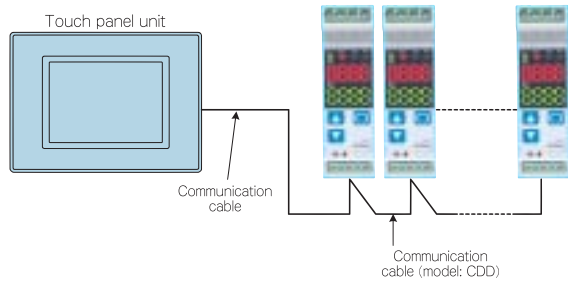 Touch panel unit
Communication
cable
Communication
cable (model: CDD)